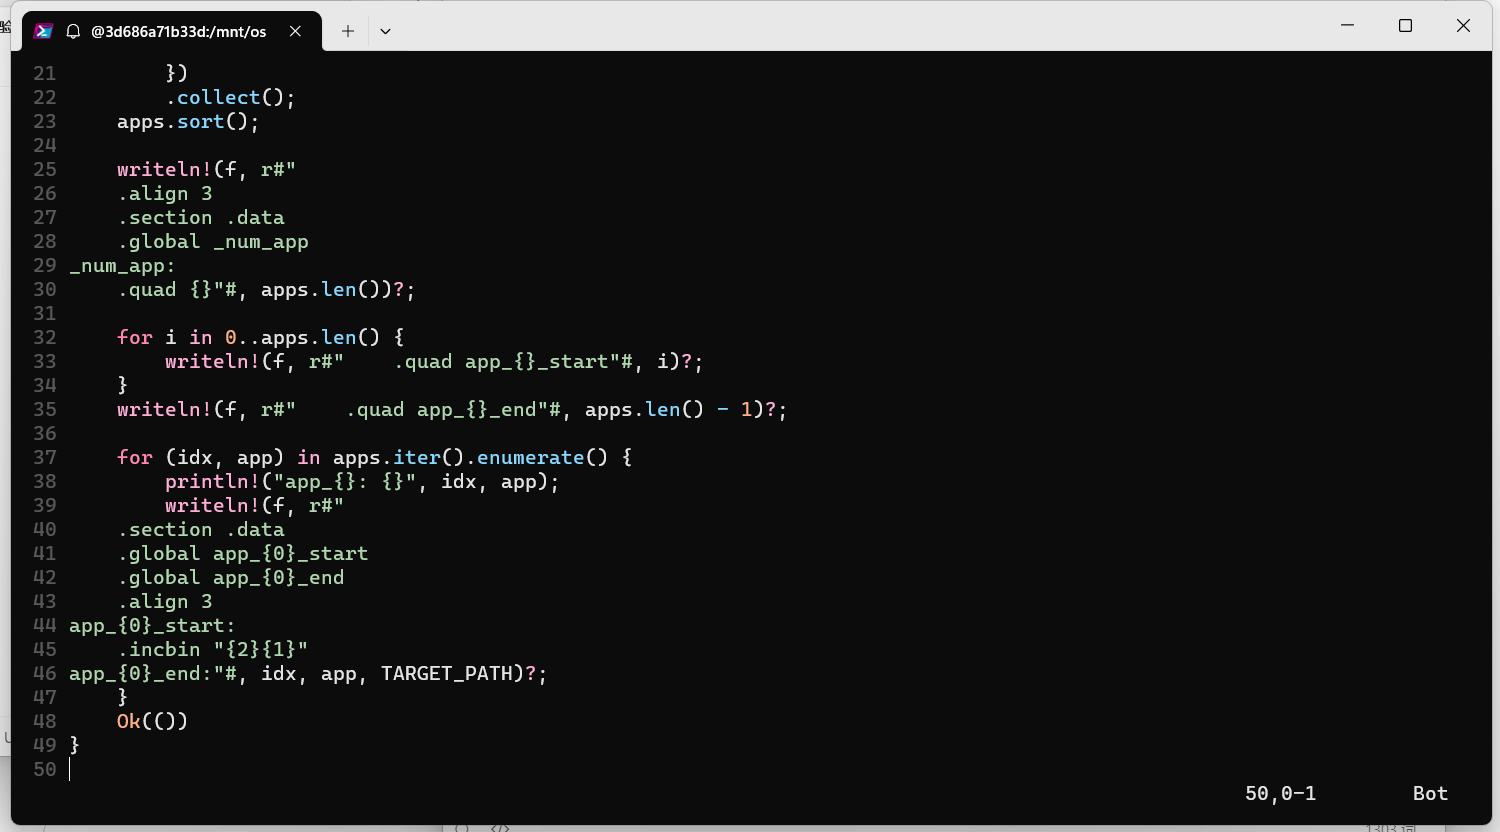 @3d686a71b33d:/mnt/os
21         })
22         .collect();
23     apps.sort();
24
25     writeln!(f, r#"
26     .align 3
27     .section .data
28     .global _num_app
29 _num_app:
30     .quad {}"#, apps.len())?;
31
32     for i in 0..apps.len() {
33         writeln!(f, r#"    .quad app_{}_start"#, i)?;
34     }
35     writeln!(f, r#"    .quad app_{}_end"#, apps.len() - 1)?;
36
37     for (idx, app) in apps.iter().enumerate() {
38         println!("app_{}: {}", idx, app);
39         writeln!(f, r#"
40     .section .data
41     .global app_{0}_start
42     .global app_{0}_end
43     .align 3
44 app_{0}_start:
45     .incbin "{2}{1}"
46 app_{0}_end:"#, idx, app, TARGET_PATH)?;
47     }
48     Ok(())
49 }
50
50,0-1 Bot